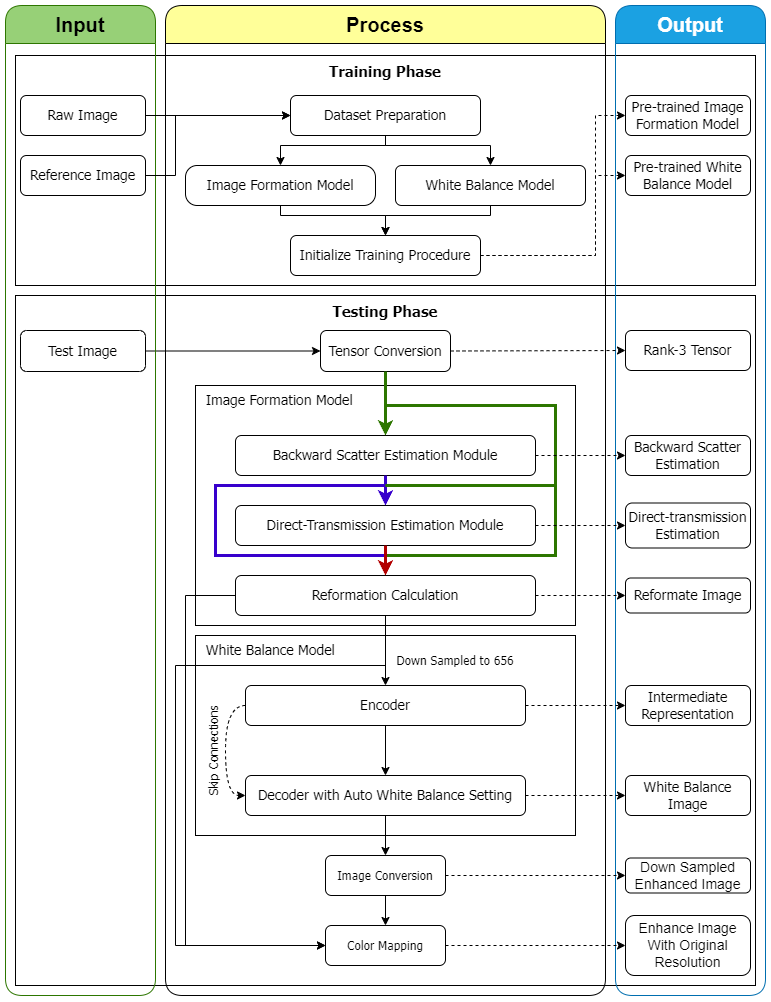 Input
Process
Output
Training Phase
Raw Image
Dataset Preparation
Pre-trained Image
Formation Model
Reference Image
Image Formation Model
White Balance Model
Pre-trained White
Balance Model
Initialize Training Procedure
Testing Phase
Test Image
Tensor Conversion
Rank-3 Tensor
Image Formation Model
Backward Scatter Estimation Module
Backward Scatter
Estimation
Direct-Transmission Estimation Module
Direct-transmission
Estimation
Reformation Calculation
Reformate Image
White Balance Model
Down Sampled to 656
Encoder
Intermediate
Representation
Skip Connections
Decoder with Auto White Balance Setting
White Balance
Image
Image Conversion
Down Sampled
Enhanced Image
Color Mapping
Enhance Image
With Original
Resolution